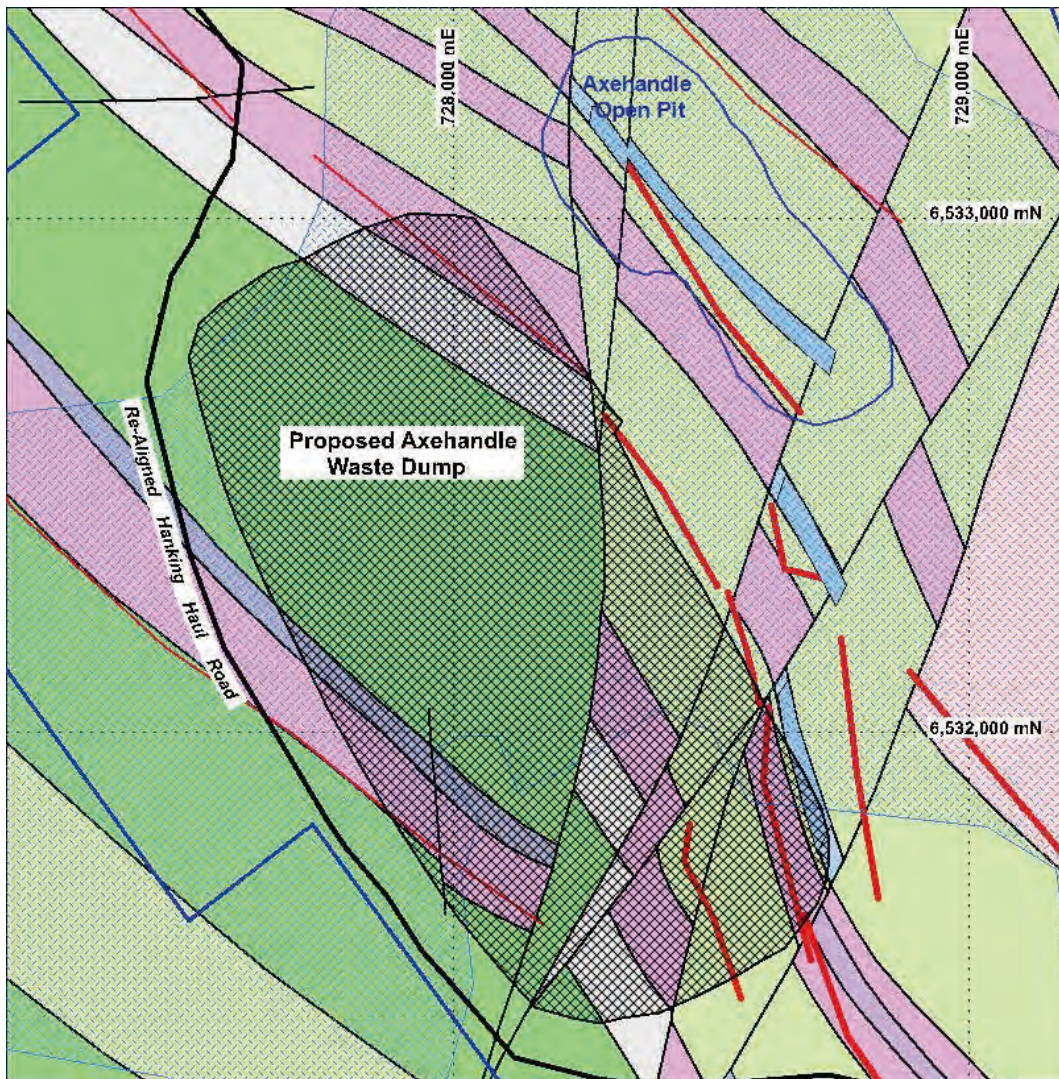 728,000 mE
Axehandle
Open Pit
729,000 mE
6,533,000 mN
Re-Aligned Hanking Haul Road
Proposed Axehandle
Waste Dump
6,532,000 mN